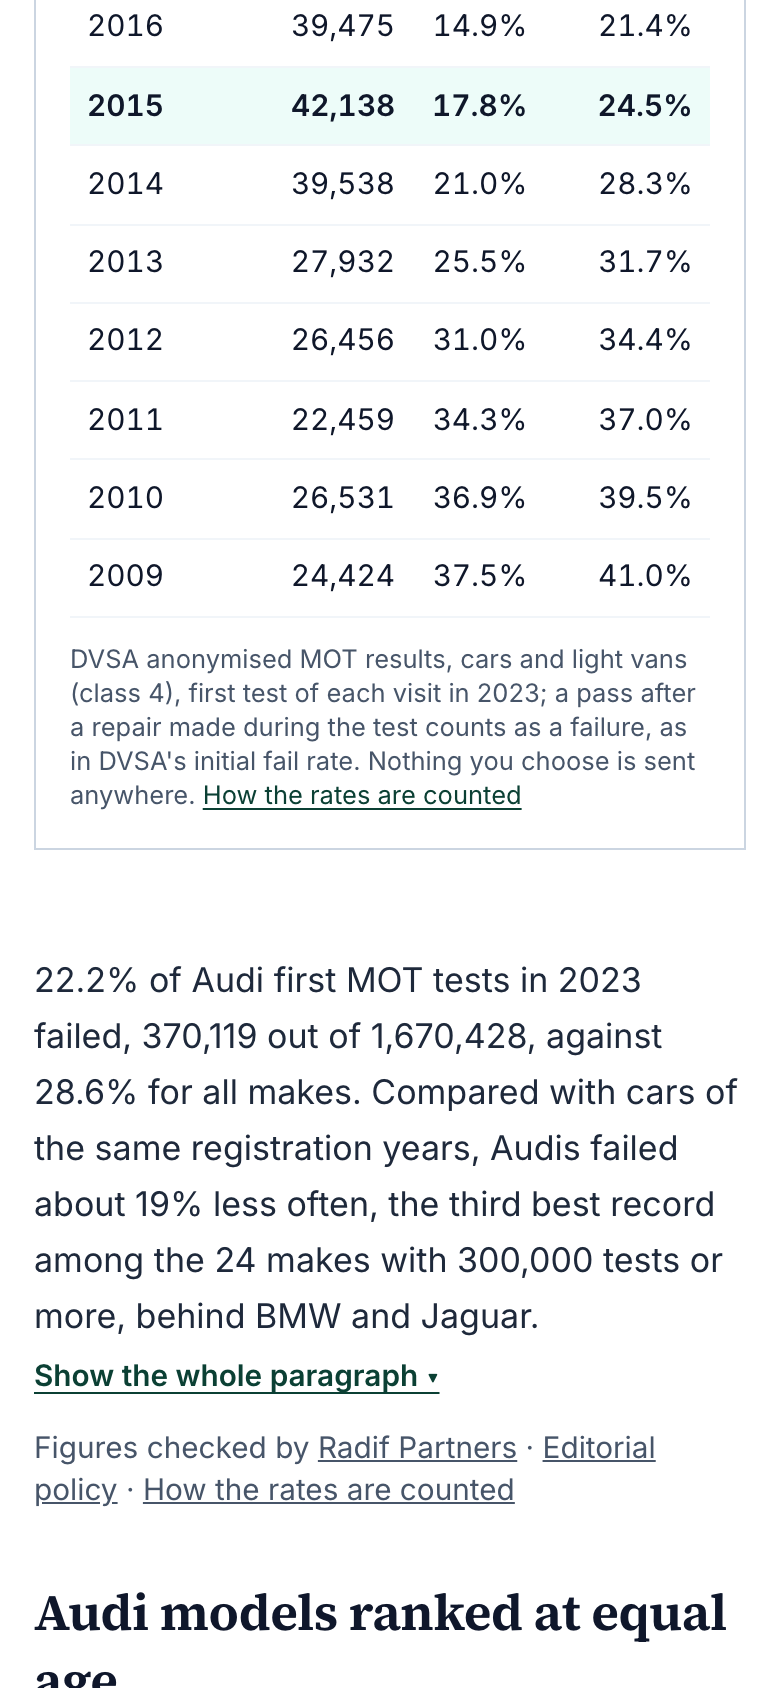 2016 39,475 14.9% 21.4%
2015 42,138 17.8% 24.5%
2014 39,538 21.0% 28.3%
2013 27,932 25.5% 31.7%
2012 26,456 31.0% 34.4%
2011 22,459 34.3% 37.0%
2010 26,531 36.9% 39.5%
2009 24,424 37.5% 41.0%
DVSA anonymised MOT results, cars and light vans
(class 4), first test of each visit in 2023; a pass after
a repair made during the test counts as a failure, as
in DVSA's initial fail rate. Nothing you choose is sent
anywhere. How the rates are counted
22.2% of Audi first MOT tests in 2023
failed, 370,119 out of 1,670,428, against
28.6% for all makes. Compared with cars of
the same registration years, Audis failed
about 19% less often, the third best record
among the 24 makes with 300,000 tests or
more, behind BMW and Jaguar.
Show the whole paragraph ▾
Figures checked by Radif Partners · Editorial
policy · How the rates are counted
Audi models ranked at equal
age